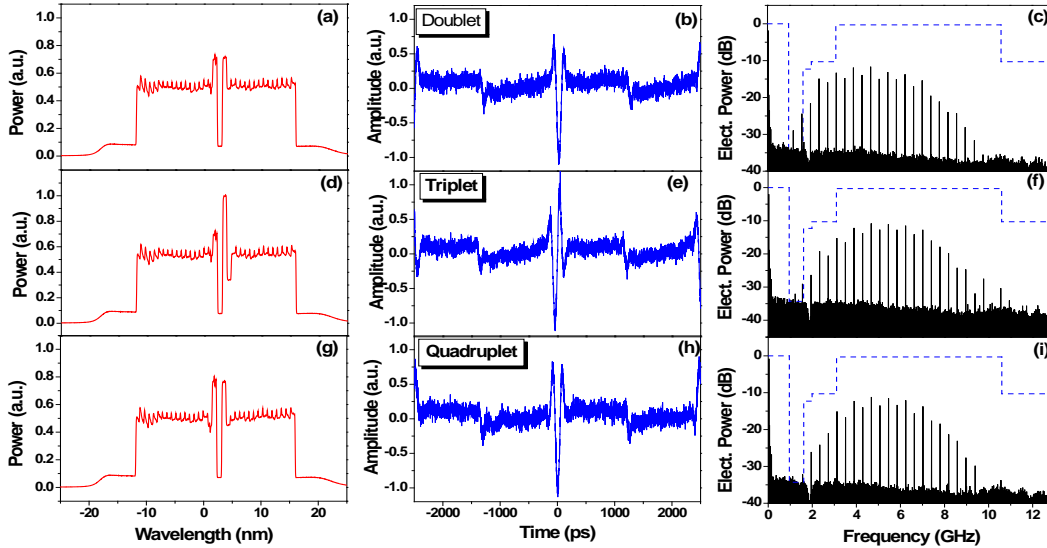 (a)
Power (a.u.)
1.0
0.8
0.6
0.4
0.2
0.0
Doublet
(b)
Amplitude (a.u.)
1.0
0.5
0.0
-0.5
-1.0
(c)
Elect. Power (dB)
0
-10
-20
-30
-40
(d)
Power (a.u.)
1.0
0.8
0.6
0.4
0.2
0.0
Triplet
(e)
Amplitude (a.u.)
1.0
0.5
0.0
-0.5
-1.0
(f)
Elect. Power (dB)
0
-10
-20
-30
-40
(g)
Power (a.u.)
1.0
0.8
0.6
0.4
0.2
0.0
-20 -10 0 10 20
Wavelength (nm)
Quadruplet
(h)
Amplitude (a.u.)
1.0
0.5
0.0
-0.5
-1.0
-2000 -1000 0 1000 2000
Time (ps)
(i)
Elect. Power (dB)
0
-10
-20
-30
-40
0 2 4 6 8 10 12
Frequency (GHz)